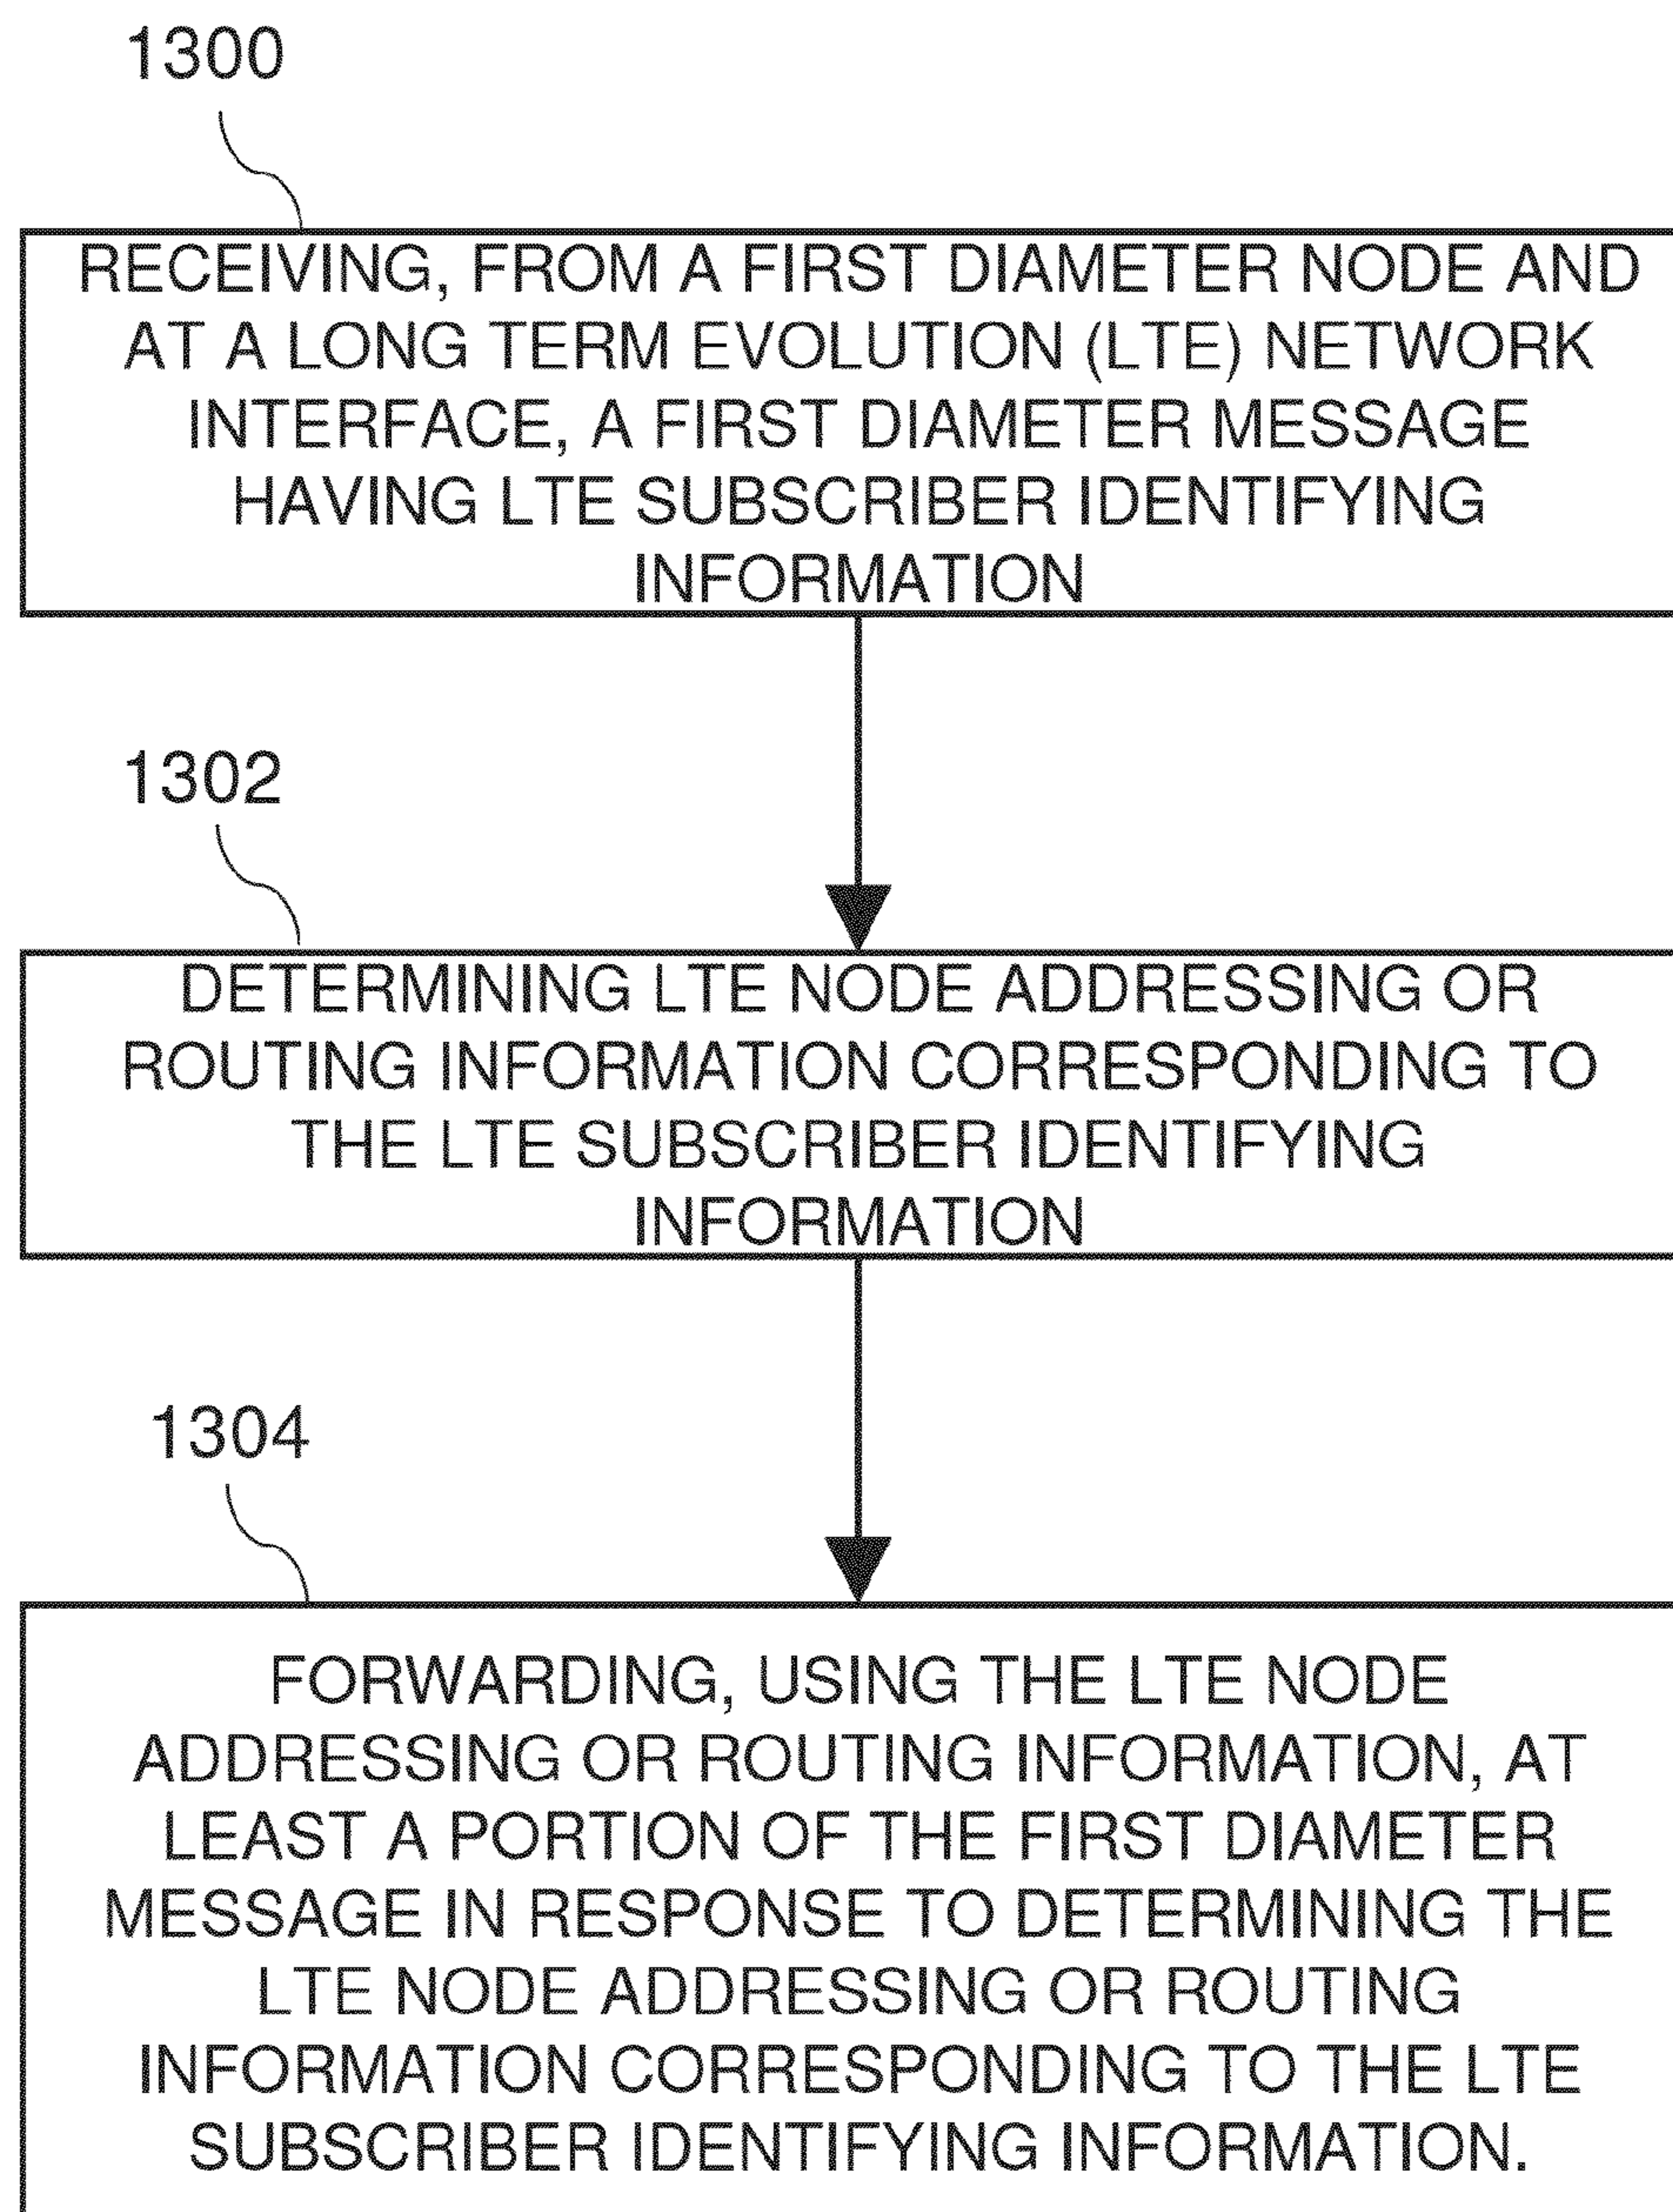 1300
RECEIVING, FROM A FIRST DIAMETER NODE AND
AT A LONG TERM EVOLUTION (LTE) NETWORK
INTERFACE, A FIRST DIAMETER MESSAGE
HAVING LTE SUBSCRIBER IDENTIFYING
INFORMATION
1302
DETERMINING LTE NODE ADDRESSING OR
ROUTING INFORMATION CORRESPONDING TO
THE LTE SUBSCRIBER IDENTIFYING
INFORMATION
1304
FORWARDING, USING THE LTE NODE
ADDRESSING OR ROUTING INFORMATION, AT
LEAST A PORTION OF THE FIRST DIAMETER
MESSAGE IN RESPONSE TO DETERMINING THE
LTE NODE ADDRESSING OR ROUTING
INFORMATION CORRESPONDING TO THE LTE
SUBSCRIBER IDENTIFYING INFORMATION.